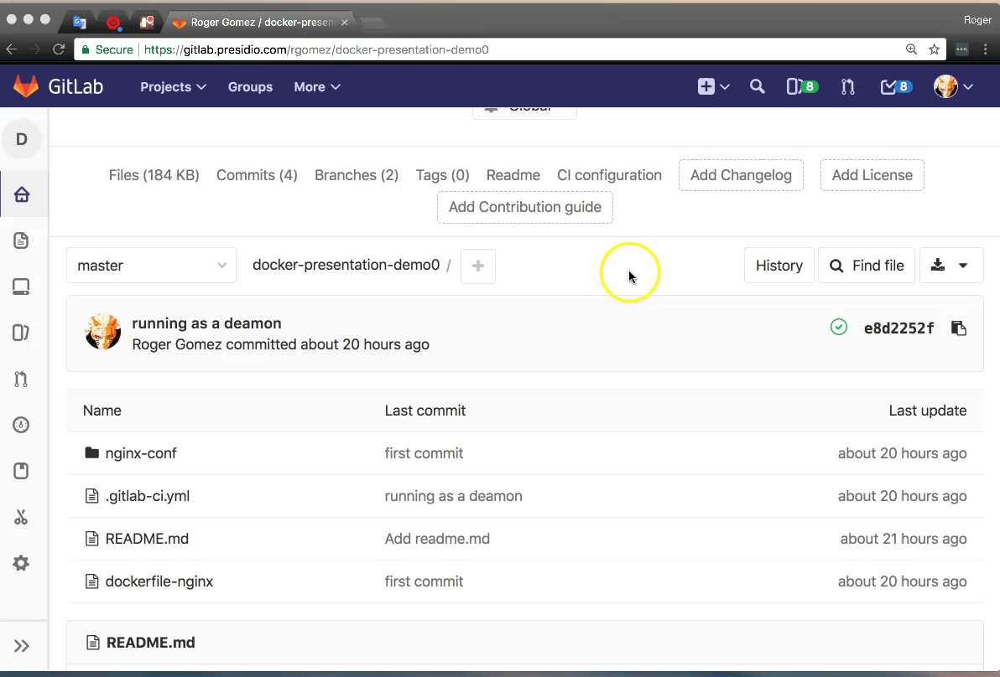 Roger Gomez / docker-presen
Roger
Secure https://gitlab.presidio.com/rgomez/docker-presentation-demo0
GitLab Projects Groups More 8 8
Global
D
Files (184 KB) Commits (4) Branches (2) Tags (0) Readme CI configuration Add Changelog Add License
Add Contribution guide
master docker-presentation-demo0 / + History Find file
running as a deamon
Roger Gomez committed about 20 hours ago
e8d2252f
Name Last commit Last update
nginx-conf first commit about 20 hours ago
.gitlab-ci.yml running as a deamon about 20 hours ago
README.md Add readme.md about 21 hours ago
dockerfile-nginx first commit about 20 hours ago
README.md